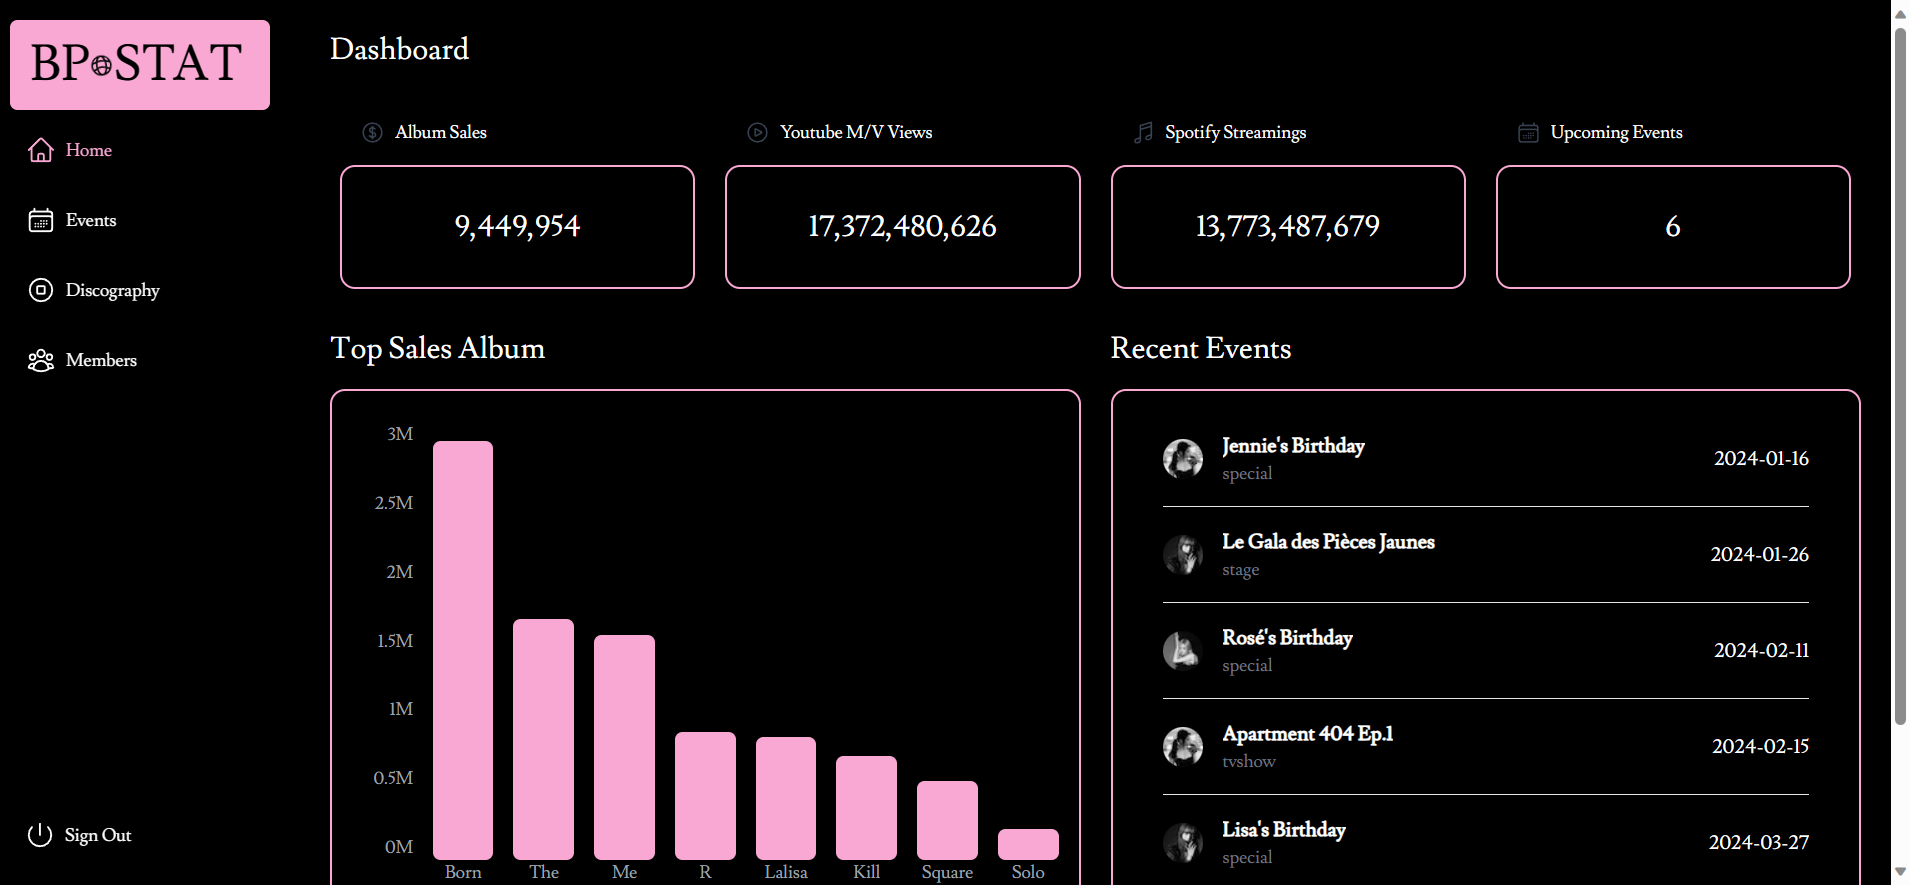 BP STAT
Home
Events
Discography
Members
Sign Out
Dashboard
Album Sales
9,449,954
Youtube M/V Views
17,372,480,626
Spotify Streamings
13,773,487,679
Upcoming Events
6
Top Sales Album
3M
2.5M
2M
1.5M
1M
0.5M
0M
Born The Me R Lalisa Kill Square Solo
Recent Events
Jennie's Birthday
special
2024-01-16
Le Gala des Pièces Jaunes
stage
2024-01-26
Rosé's Birthday
special
2024-02-11
Apartment 404 Ep.1
tvshow
2024-02-15
Lisa's Birthday
special
2024-03-27